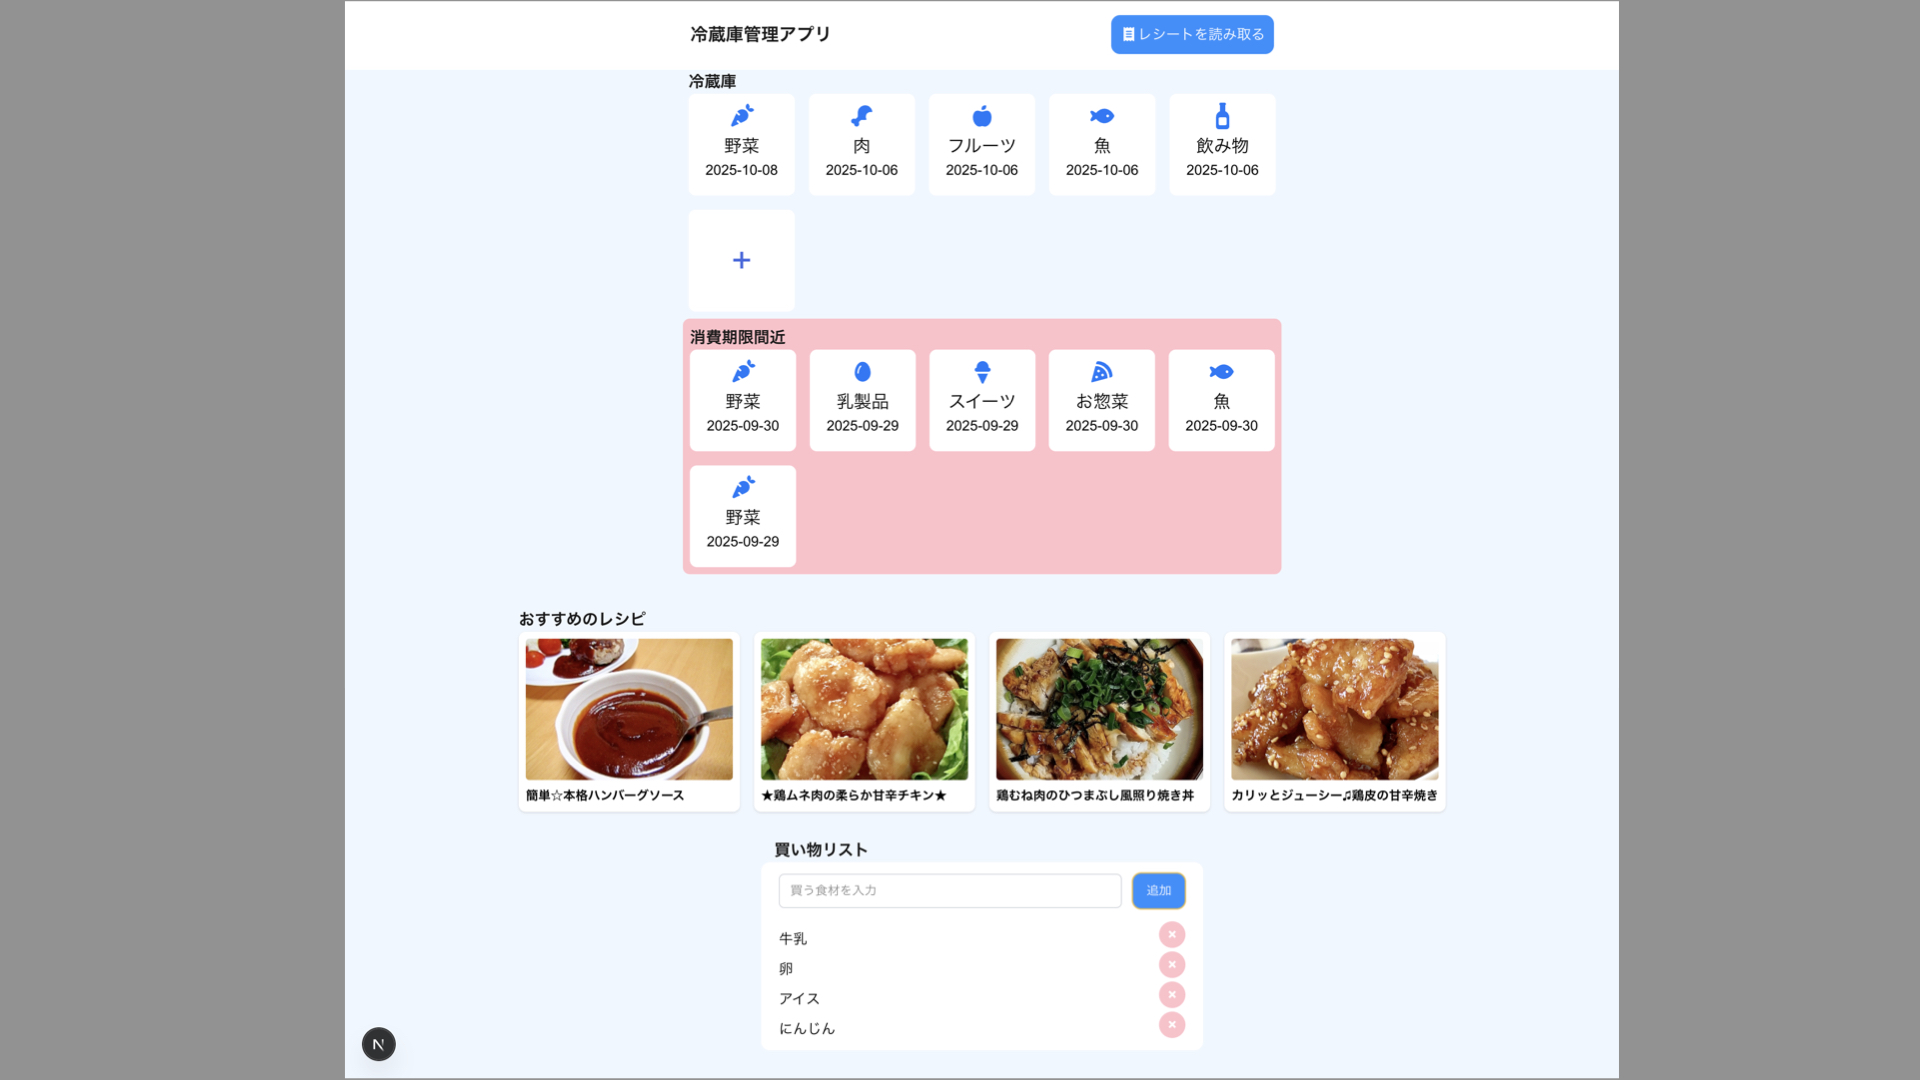 冷蔵庫管理アプリ
レシートを読み取る
冷蔵庫
野菜
2025-10-08
肉
2025-10-06
フルーツ
2025-10-06
魚
2025-10-06
飲み物
2025-10-06
+
消費期限間近
野菜
2025-09-30
乳製品
2025-09-29
スイーツ
2025-09-29
お惣菜
2025-09-30
魚
2025-09-30
野菜
2025-09-29
おすすめのレシピ
簡単☆本格ハンバーグソース
★鶏ムネ肉の柔らか甘辛チキン★
鶏むね肉のひつまぶし風照り焼き丼
カリッとジューシー♫鶏皮の甘辛焼き
買い物リスト
買う食材を入力
追加
牛乳
卵
アイス
にんじん
N